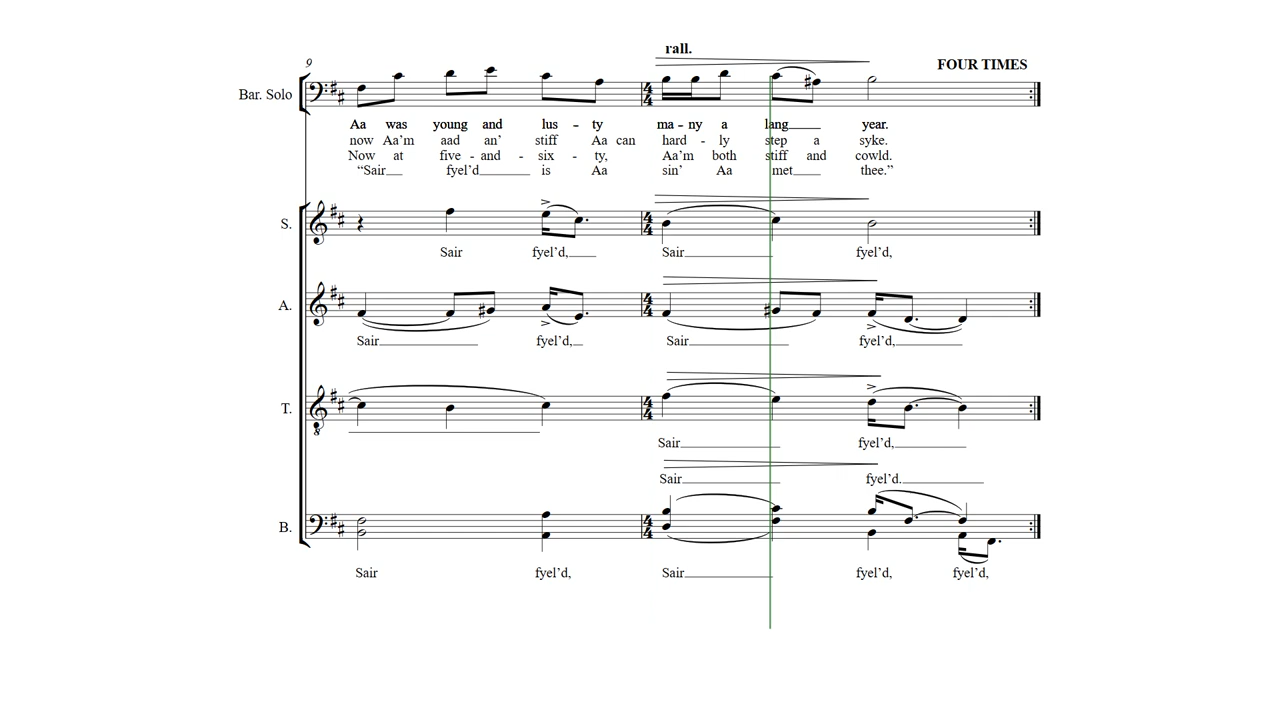 rall.
9
FOUR TIMES
Bar. Solo
Aa was young and lus - ty ma - ny a lang year.
now Aa'm aad an' stiff Aa can hard - ly step a syke.
Now at five - and - six - ty, Aa'm both stiff and cowld.
“Sair fyel'd is Aa sin' Aa met thee.”
S.
Sair fyel'd, Sair fyel'd,
A.
Sair fyel'd, Sair fyel'd,
T.
Sair fyel'd,
Sair fyel'd.
B.
Sair fyel'd, Sair fyel'd, fyel'd,